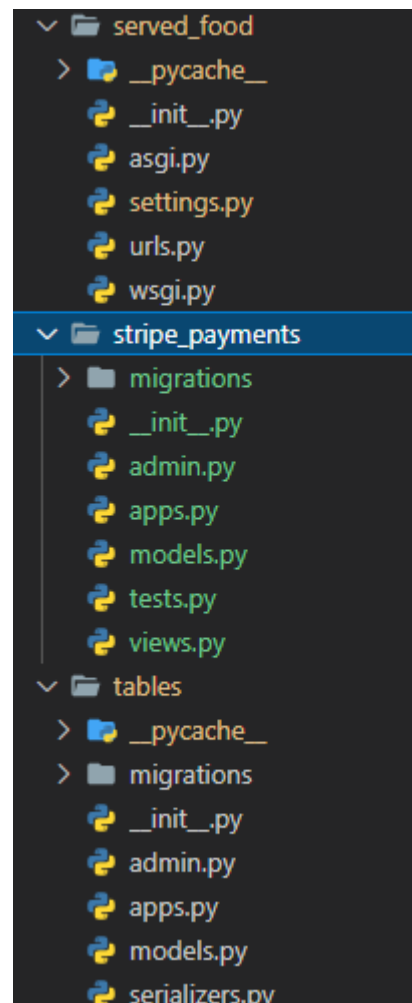 served_food
__pycache__
__init__.py
asgi.py
settings.py
urls.py
wsgi.py
stripe_payments
migrations
__init__.py
admin.py
apps.py
models.py
tests.py
views.py
tables
__pycache__
migrations
__init__.py
admin.py
apps.py
models.py
serializers.py